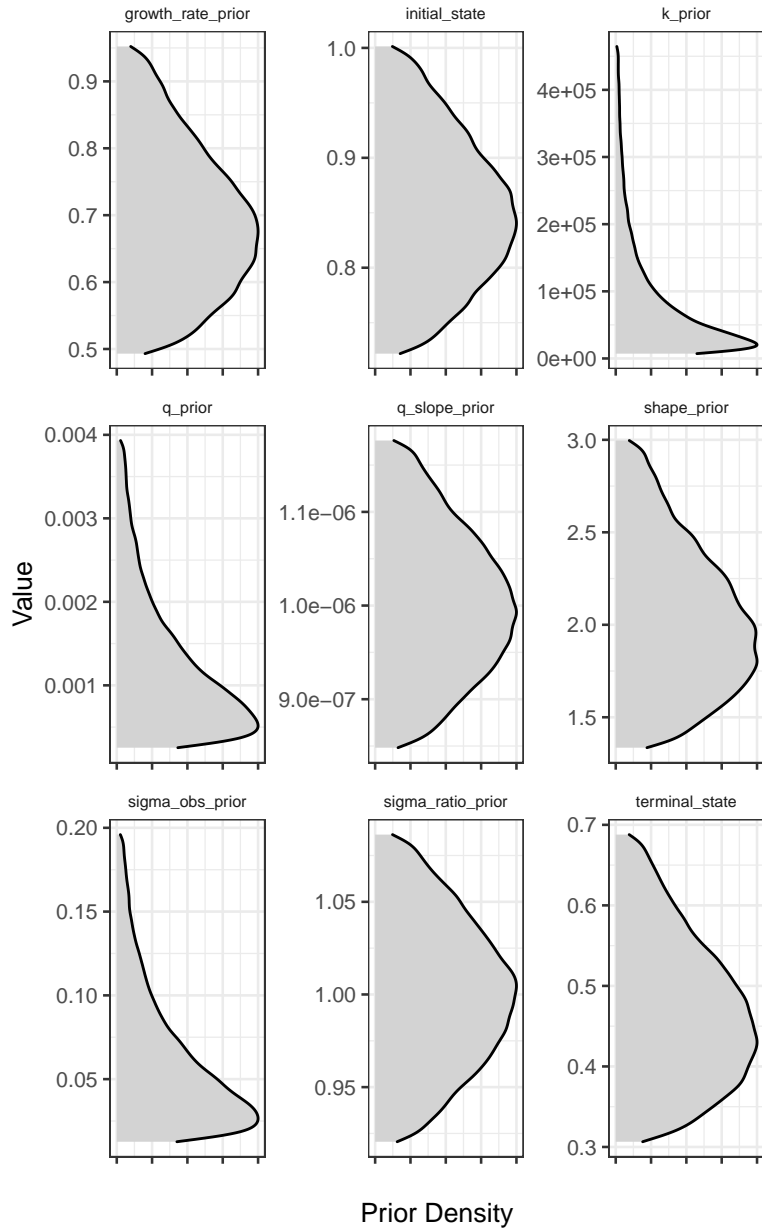 growth_rate_prior
0.9
0.8
0.7
0.6
0.5
initial_state
1.0
0.9
0.8
k_prior
4e+05
3e+05
2e+05
1e+05
0e+00
q_prior
0.004
0.003
0.002
0.001
q_slope_prior
1.1e−06
1.0e−06
9.0e−07
shape_prior
3.0
2.5
2.0
1.5
sigma_obs_prior
0.20
0.15
0.10
0.05
sigma_ratio_prior
1.05
1.00
0.95
terminal_state
0.7
0.6
0.5
0.4
0.3
Value
Prior Density